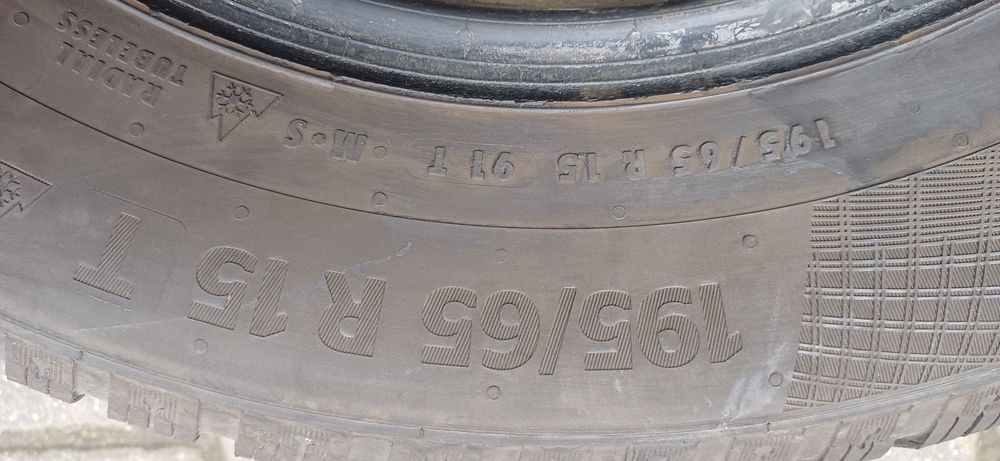 195/65 R 15 91 T M•S
RADIAL
TUBELESS
195/65 R 15 T